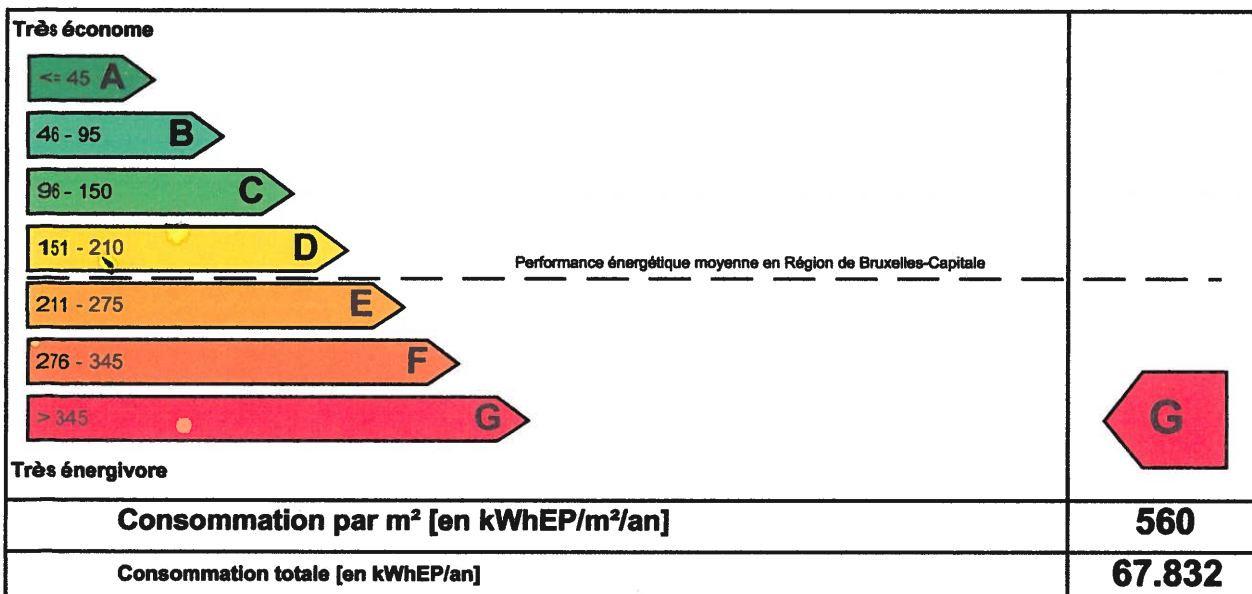 Très économe
<= 45 A
46 - 95 B
96 - 150 C
151 - 210 D
Performance énergétique moyenne en Région de Bruxelles-Capitale
211 - 275 E
276 - 345 F
> 345 G
G
Très énergivore
Consommation par m² [en kWhEP/m²/an] 560
Consommation totale [en kWhEP/an] 67.832